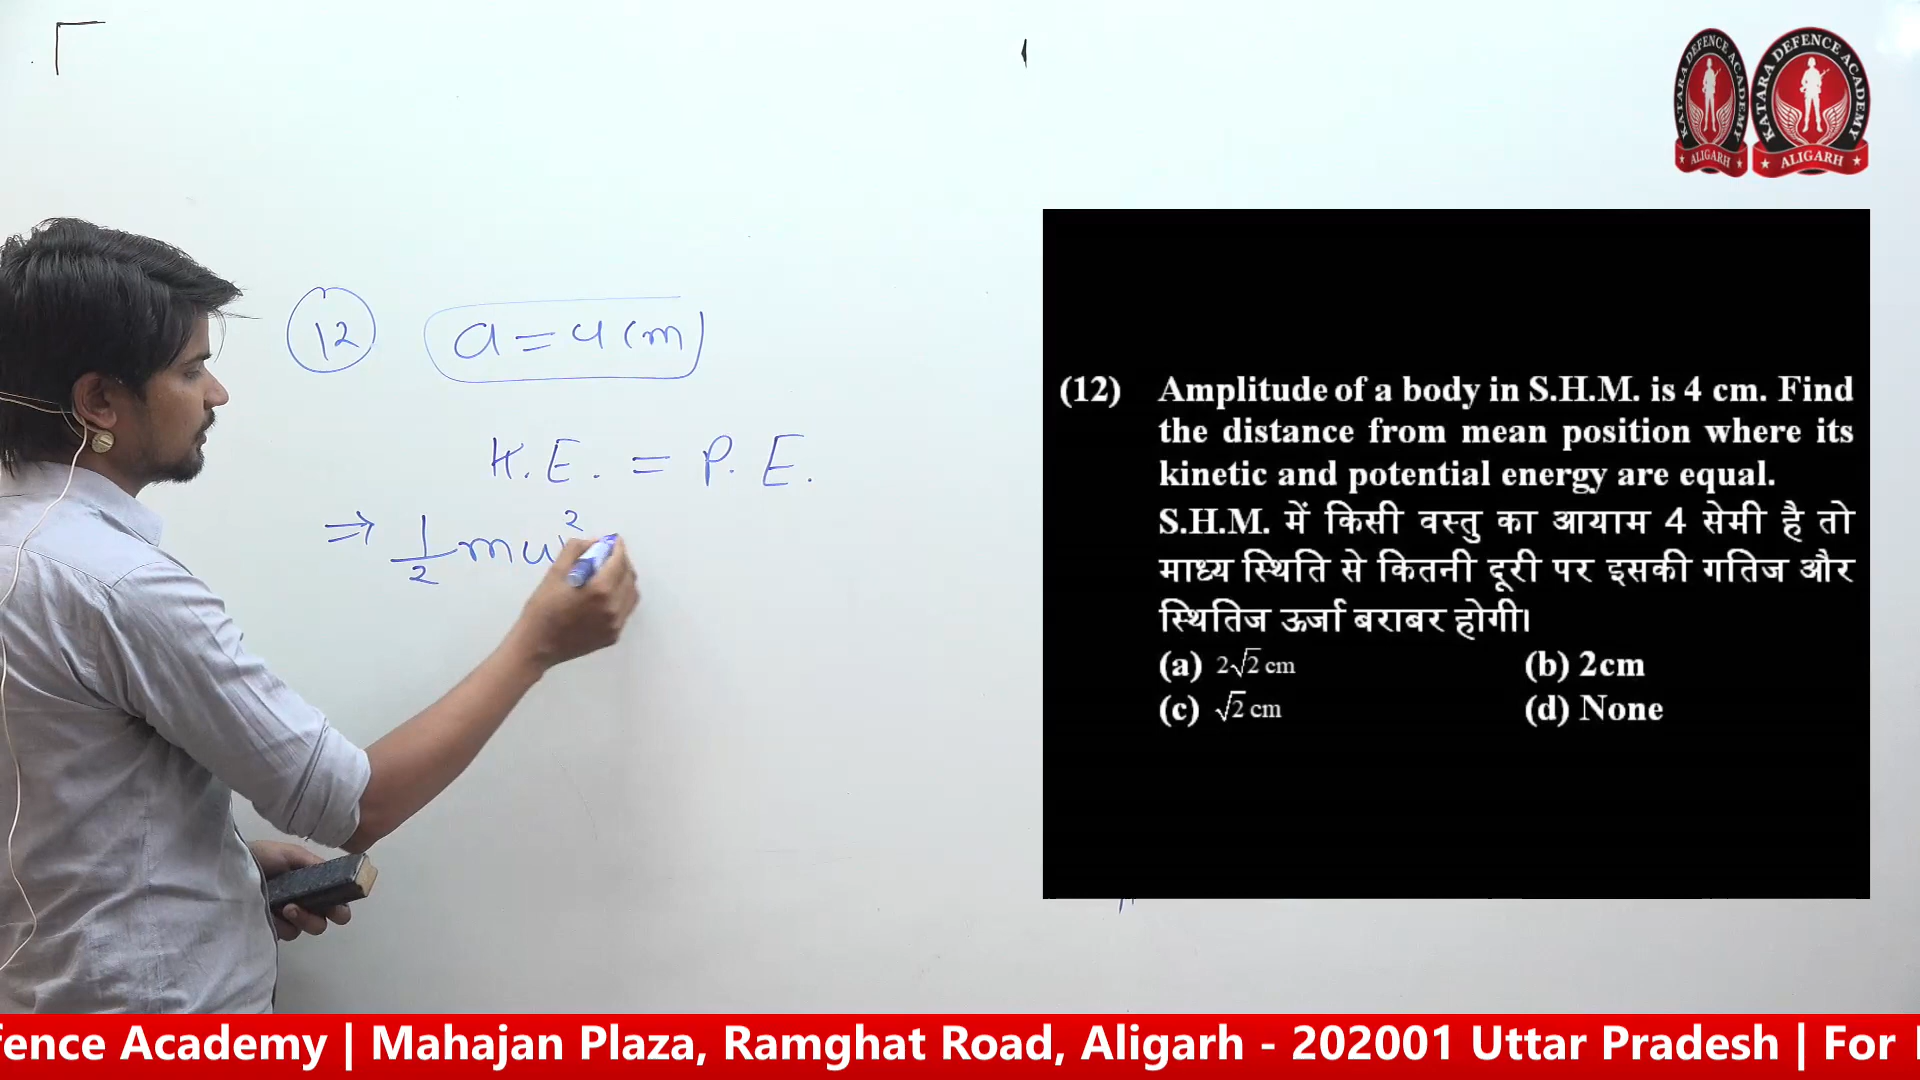 KATARA DEFENCE ACADEMY
ALIGARH
KATARA DEFENCE ACADEMY
ALIGARH
12 a = 4 cm
K.E. = P.E.
⇒ 1/2 mω²
(12) Amplitude of a body in S.H.M. is 4 cm. Find
the distance from mean position where its
kinetic and potential energy are equal.
S.H.M. में किसी वस्तु का आयाम 4 सेमी है तो
माध्य स्थिति से कितनी दूरी पर इसकी गतिज और
स्थितिज ऊर्जा बराबर होगी।
(a) 2√2 cm (b) 2cm
(c) √2 cm (d) None
fence Academy | Mahajan Plaza, Ramghat Road, Aligarh - 202001 Uttar Pradesh | For